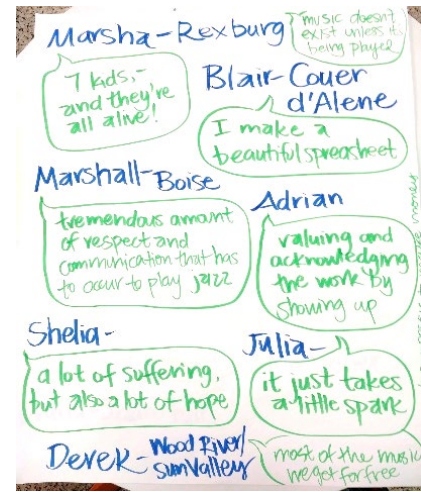 Marsha-Rexburg
music doesn't
exist unless it's
being played
7 kids,-
and they're
all alive!
Blair-Couer
d'Alene
I make a
beautiful spreasheet
Marshall-Boise
tremendous amount
of respect and
communication that has
to occur to play jazz
Adrian
valuing and
acknowledging
the work by
showing up
money
Shelia-
a lot of suffering,
but also a lot of hope
Julia-
it just takes
a little spark
Derek-Wood River/
Sun Valley
most of the music
we get for free